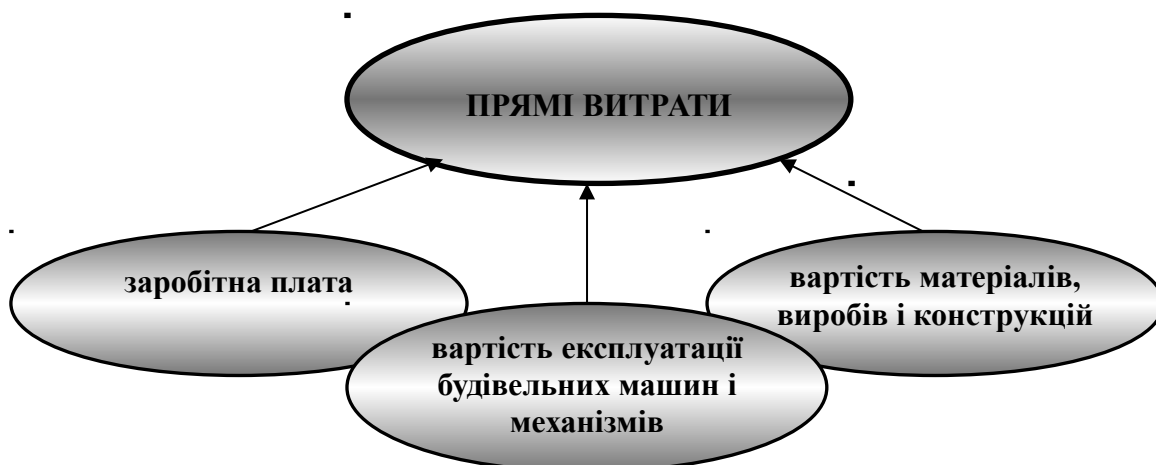 ПРЯМІ ВИТРАТИ
заробітна плата
вартість експлуатації
будівельних машин і
механізмів
вартість матеріалів,
виробів і конструкцій